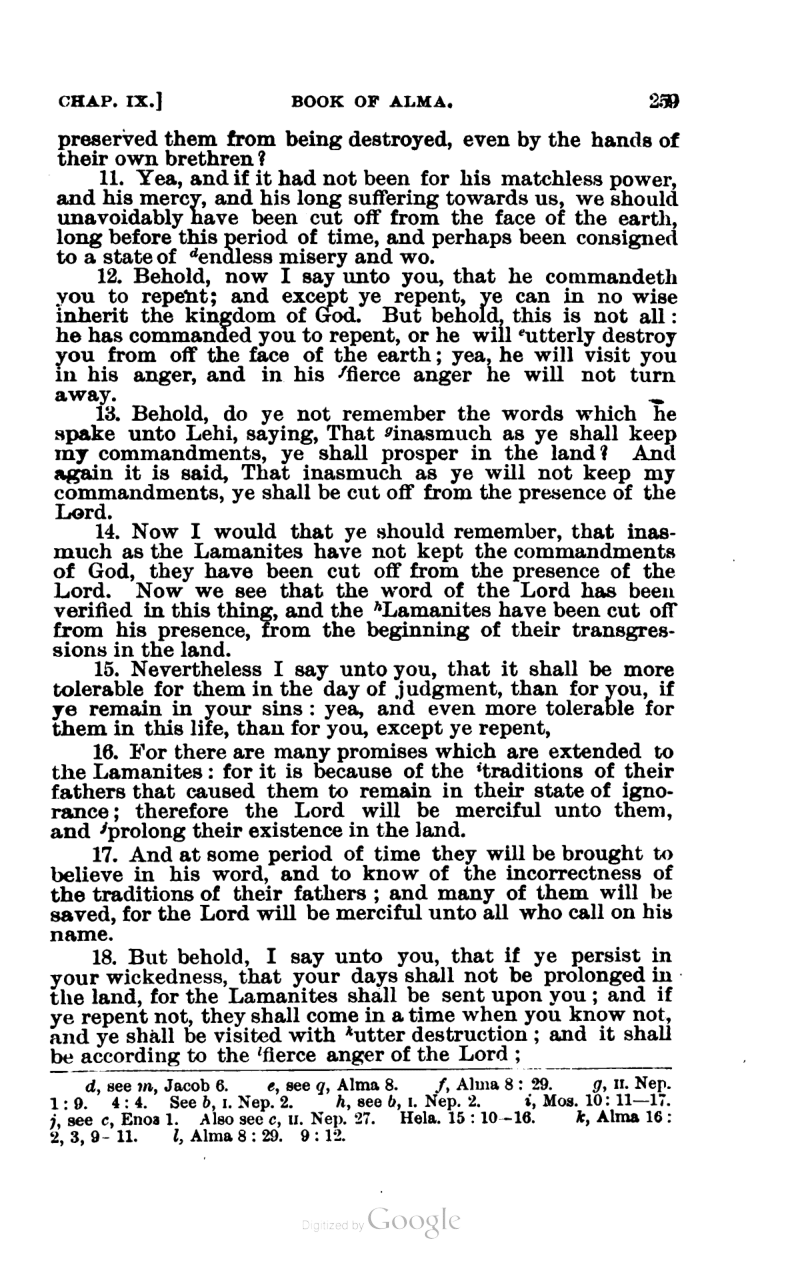 CHAP. IX.] BOOK OF ALMA. 259
preserved them from being destroyed, even by the hands of
their own brethren?
11. Yea, and if it had not been for his matchless power,
and his mercy, and his long suffering towards us, we should
unavoidably have been cut off from the face of the earth,
long before this period of time, and perhaps been consigned
to a state of ᵈendless misery and wo.
12. Behold, now I say unto you, that he commandeth
you to repent; and except ye repent, ye can in no wise
inherit the kingdom of God. But behold, this is not all:
he has commanded you to repent, or he will ᵉutterly destroy
you from off the face of the earth; yea, he will visit you
in his anger, and in his ᶠfierce anger he will not turn
away.
13. Behold, do ye not remember the words which he
spake unto Lehi, saying, That ᵍinasmuch as ye shall keep
my commandments, ye shall prosper in the land? And
again it is said, That inasmuch as ye will not keep my
commandments, ye shall be cut off from the presence of the
Lord.
14. Now I would that ye should remember, that inas-
much as the Lamanites have not kept the commandments
of God, they have been cut off from the presence of the
Lord. Now we see that the word of the Lord has been
verified in this thing, and the ʰLamanites have been cut off
from his presence, from the beginning of their transgres-
sions in the land.
15. Nevertheless I say unto you, that it shall be more
tolerable for them in the day of judgment, than for you, if
ye remain in your sins: yea, and even more tolerable for
them in this life, than for you, except ye repent,
16. For there are many promises which are extended to
the Lamanites: for it is because of the ⁱtraditions of their
fathers that caused them to remain in their state of igno-
rance; therefore the Lord will be merciful unto them,
and ʲprolong their existence in the land.
17. And at some period of time they will be brought to
believe in his word, and to know of the incorrectness of
the traditions of their fathers; and many of them will be
saved, for the Lord will be merciful unto all who call on his
name.
18. But behold, I say unto you, that if ye persist in
your wickedness, that your days shall not be prolonged in
the land, for the Lamanites shall be sent upon you; and if
ye repent not, they shall come in a time when you know not,
and ye shall be visited with ᵏutter destruction; and it shall
be according to the ˡfierce anger of the Lord;
d, see m, Jacob 6. e, see q, Alma 8. f, Alma 8: 29. g, II. Nep.
1: 9. 4: 4. See b, I. Nep. 2. h, see b, I. Nep. 2. i, Mos. 10: 11—17.
j, see c, Enos 1. Also see c, II. Nep. 27. Hela. 15: 10—16. k, Alma 16:
2, 3, 9-11. l, Alma 8: 29. 9: 12.
Digitized by Google